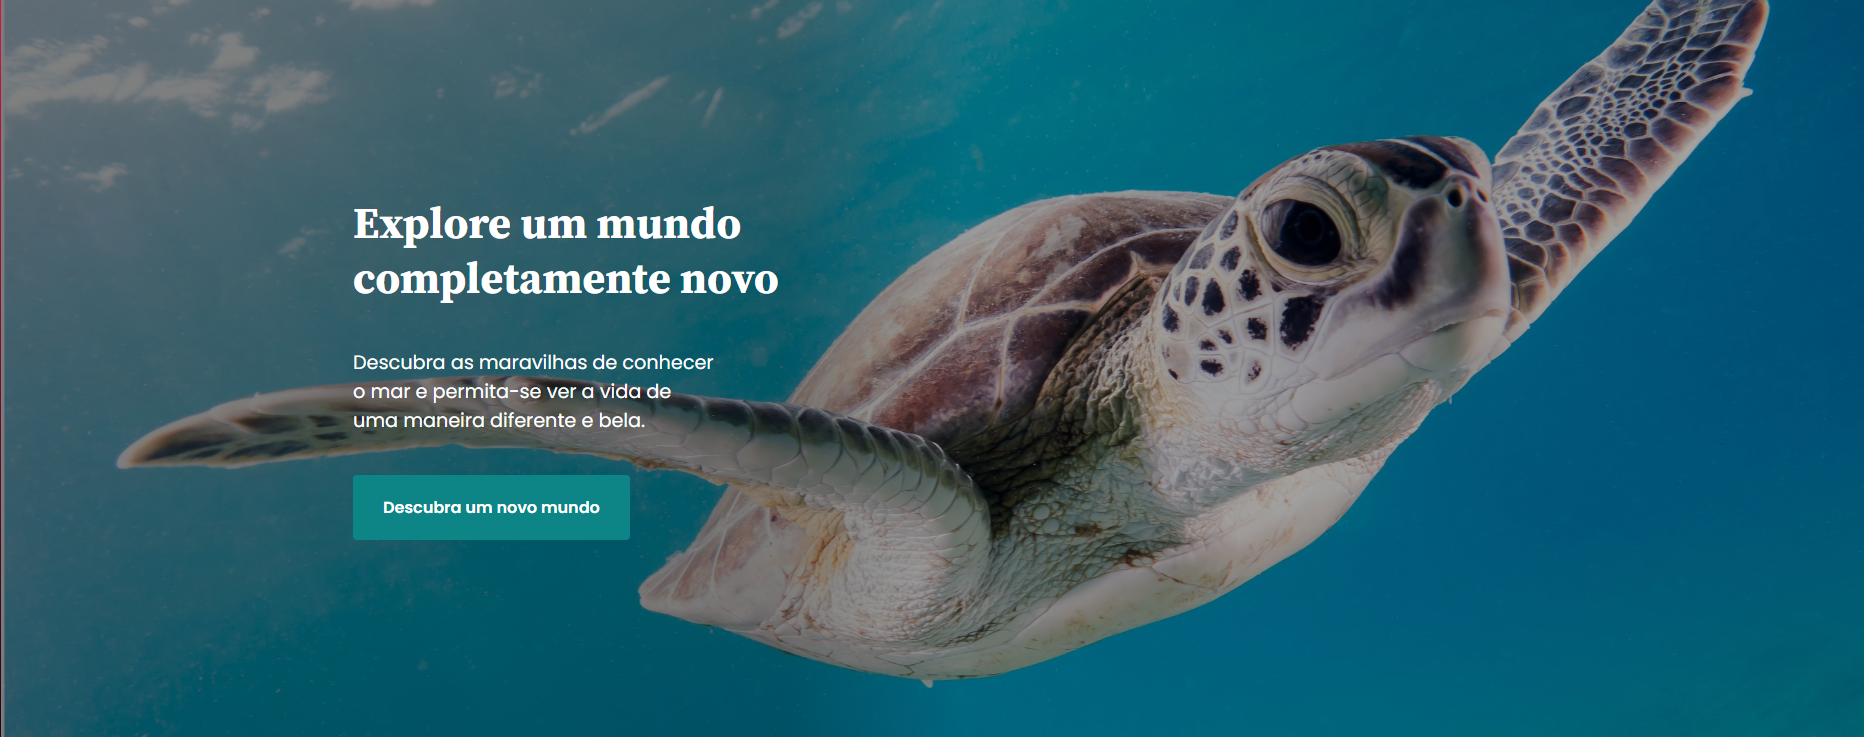 Explore um mundo
completamente novo
Descubra as maravilhas de conhecer
o mar e permita-se ver a vida de
uma maneira diferente e bela.
Descubra um novo mundo